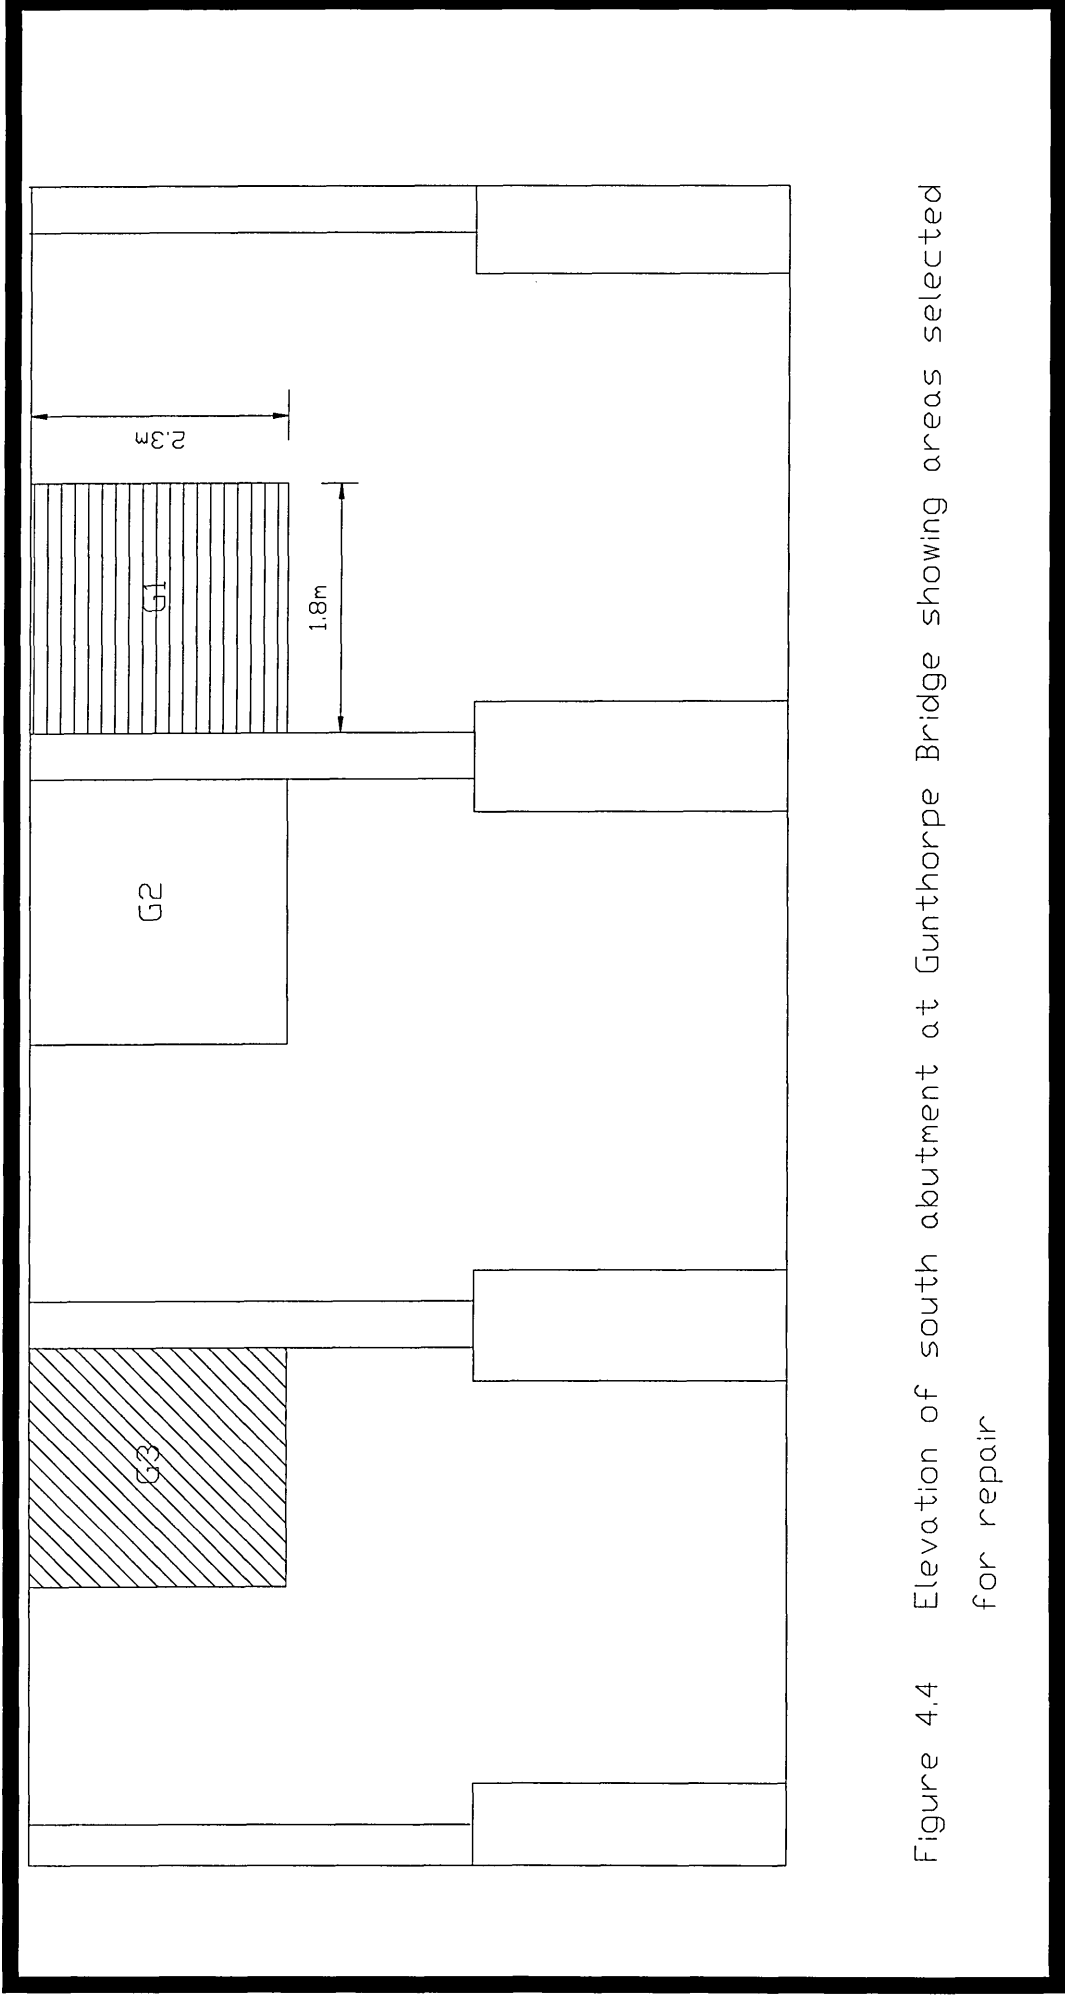 G3
G2
G1
2.3m
1.8m
Figure 4.4 Elevation of south abutment at Gunthorpe Bridge showing areas selected
for repair